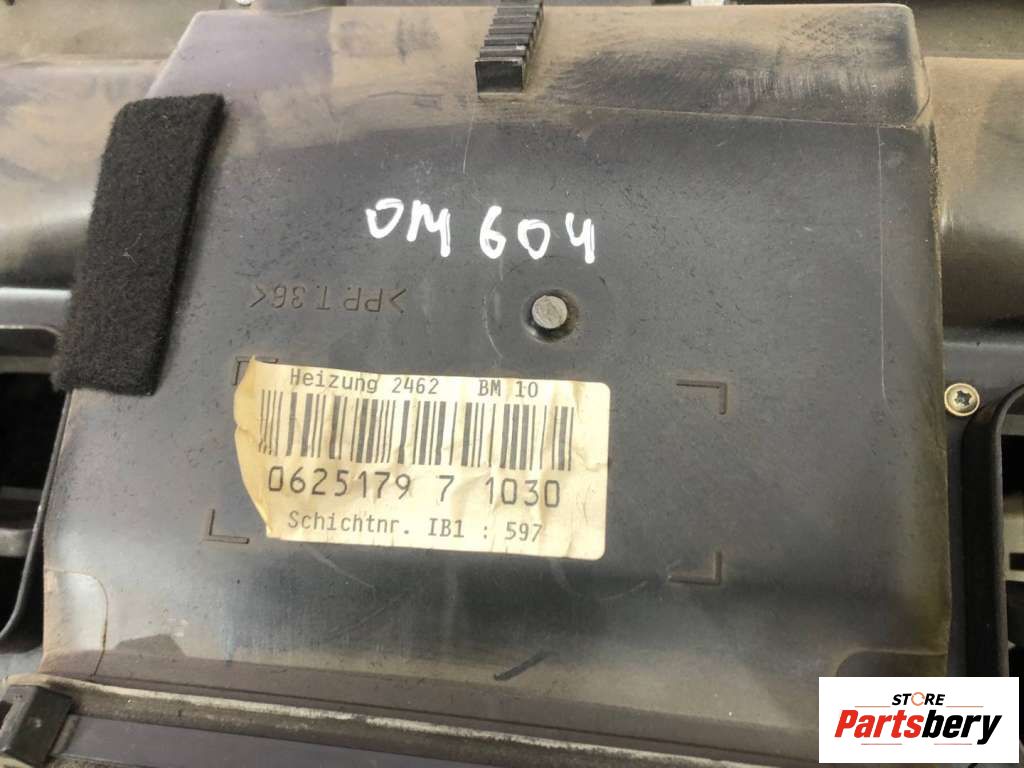 OM 604
>PP.T.36<
Heizung 2462 BM 10
0625179 7 1030
Schichtnr. IB1 : 597
STORE
Partsbery